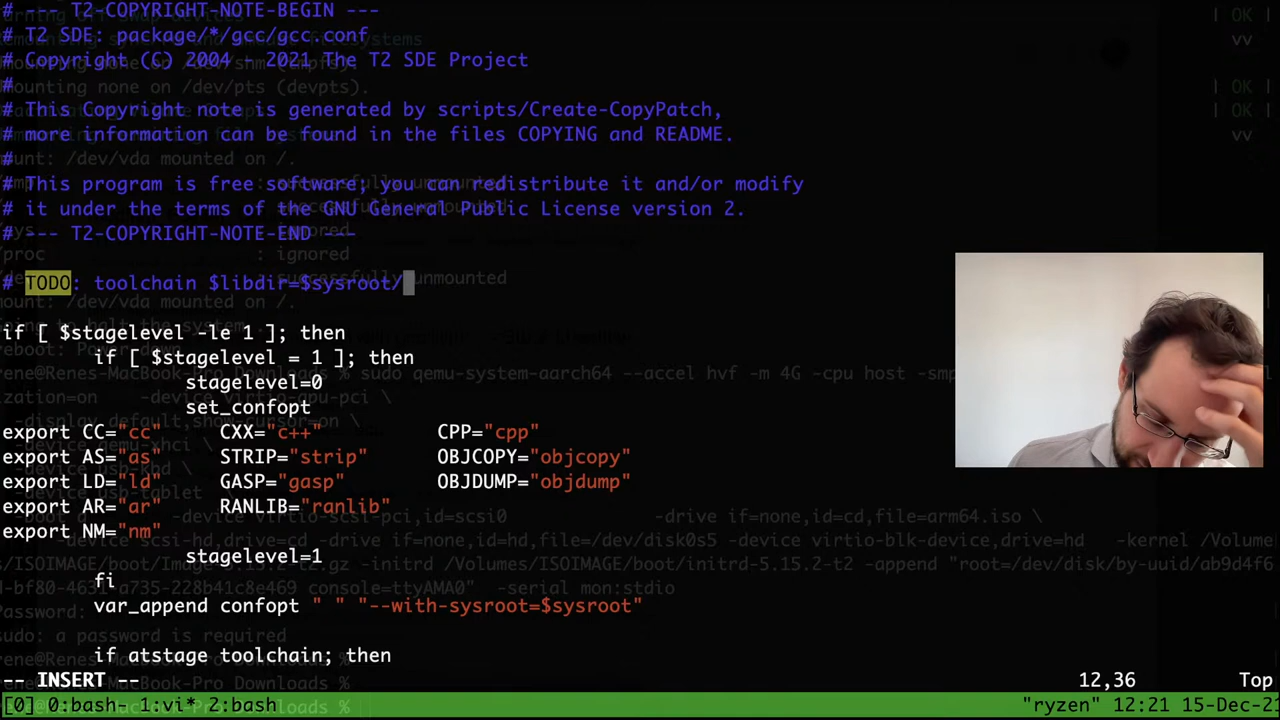 # --- T2-COPYRIGHT-NOTE-BEGIN ---
# T2 SDE: package/*/gcc/gcc.conf
# Copyright (C) 2004 - 2021 The T2 SDE Project
#
# This Copyright note is generated by scripts/Create-CopyPatch,
# more information can be found in the files COPYING and README.
#
# This program is free software; you can redistribute it and/or modify
# it under the terms of the GNU General Public License version 2.
# --- T2-COPYRIGHT-NOTE-END ---
# TODO: toolchain $libdir=$sysroot/
if [ $stagelevel -le 1 ]; then
if [ $stagelevel = 1 ]; then
stagelevel=0
set_confopt
export CC="cc" CXX="c++" CPP="cpp"
export AS="as" STRIP="strip" OBJCOPY="objcopy"
export LD="ld" GASP="gasp" OBJDUMP="objdump"
export AR="ar" RANLIB="ranlib"
export NM="nm"
stagelevel=1
fi
var_append confopt " " "--with-sysroot=$sysroot"
if atstage toolchain; then
-- INSERT -- 12,36 Top
[0] 0:bash- 1:vi* 2:bash "ryzen" 12:21 15-Dec-21